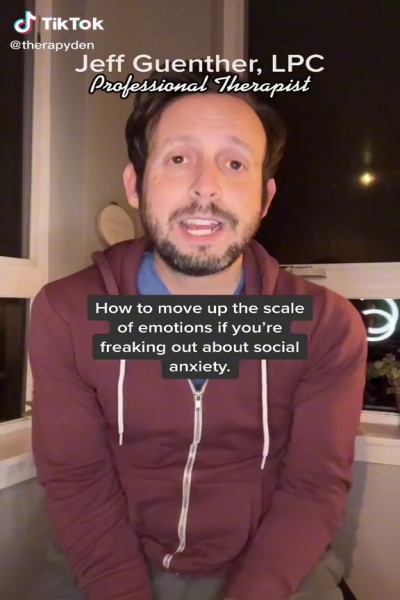 TikTok
@therapyden
Jeff Guenther, LPC
Professional Therapist
How to move up the scale
of emotions if you're
freaking out about social
anxiety.